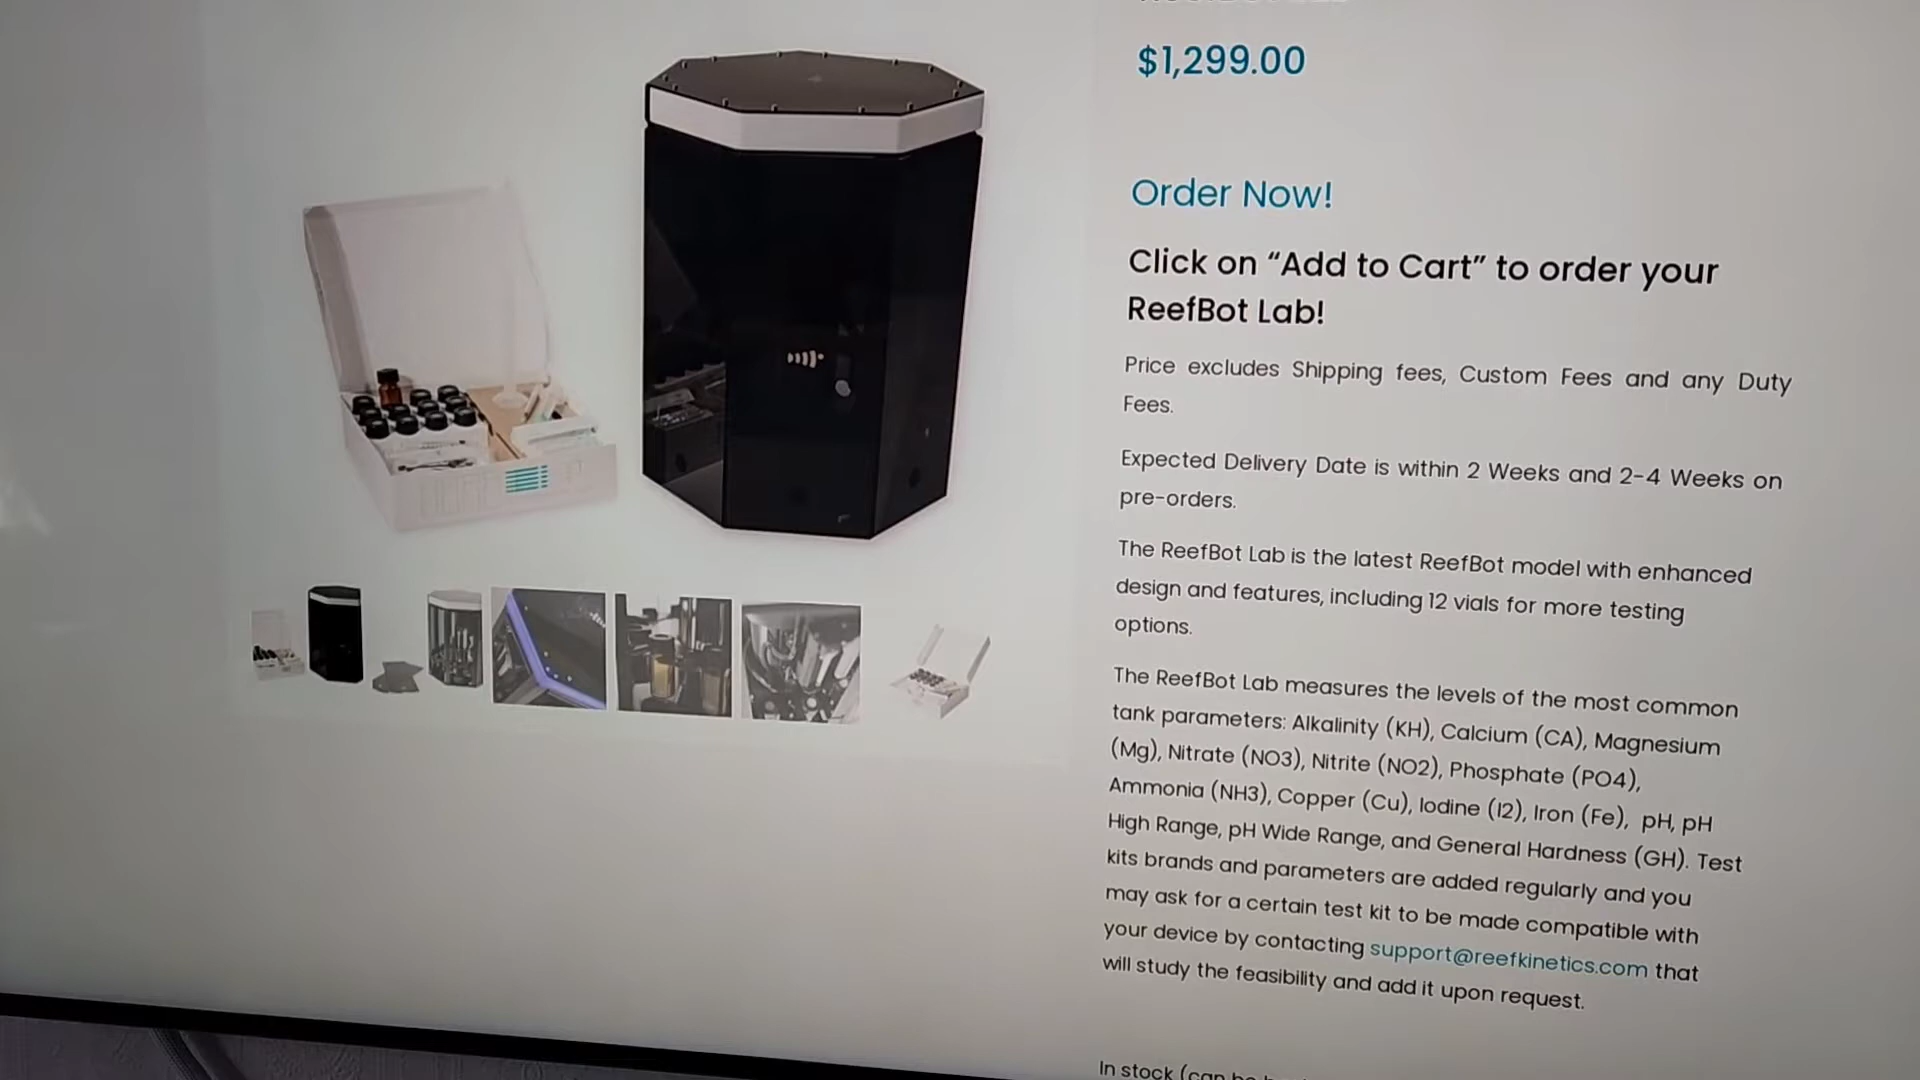 $1,299.00
Order Now!
Click on “Add to Cart” to order your
ReefBot Lab!
Price excludes Shipping fees, Custom Fees and any Duty
Fees.
Expected Delivery Date is within 2 Weeks and 2-4 Weeks on
pre-orders.
The ReefBot Lab is the latest ReefBot model with enhanced
design and features, including 12 vials for more testing
options.
The ReefBot Lab measures the levels of the most common
tank parameters: Alkalinity (KH), Calcium (CA), Magnesium
(Mg), Nitrate (NO3), Nitrite (NO2), Phosphate (PO4),
Ammonia (NH3), Copper (Cu), Iodine (I2), Iron (Fe), pH, pH
High Range, pH Wide Range, and General Hardness (GH). Test
kits brands and parameters are added regularly and you
may ask for a certain test kit to be made compatible with
your device by contacting support@reefkinetics.com that
will study the feasibility and add it upon request.
In stock (can be